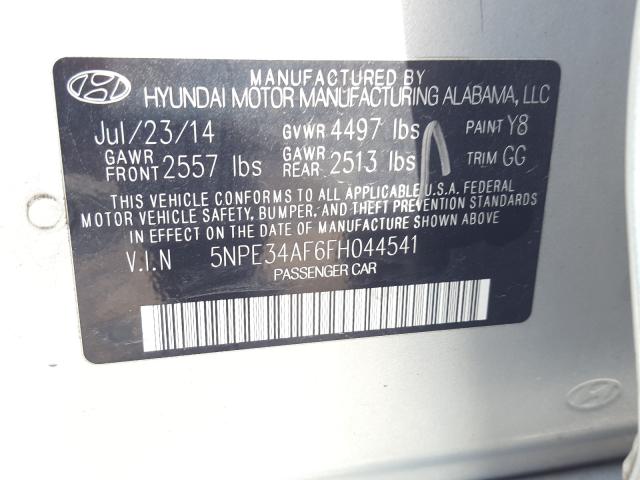 MANUFACTURED BY
HYUNDAI MOTOR MANUFACTURING ALABAMA, LLC
Jul/23/14 GVWR 4497 lbs PAINT Y8
GAWR FRONT 2557 lbs GAWR REAR 2513 lbs TRIM GG
THIS VEHICLE CONFORMS TO ALL APPLICABLE U.S.A. FEDERAL
MOTOR VEHICLE SAFETY, BUMPER, AND THEFT PREVENTION STANDARDS
IN EFFECT ON THE DATE OF MANUFACTURE SHOWN ABOVE.
V.I.N 5NPE34AF6FH044541
PASSENGER CAR